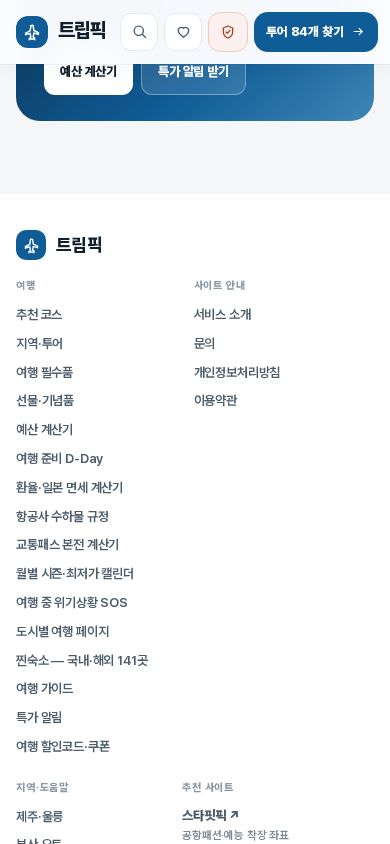 트립픽
투어 84개 찾기 →
예산 계산기
특가 알림 받기
트립픽
여행
추천 코스
지역·투어
여행 필수품
선물·기념품
예산 계산기
여행 준비 D-Day
환율·일본 면세 계산기
항공사 수하물 규정
교통패스 본전 계산기
월별 시즌·최저가 캘린더
여행 중 위기상황 SOS
도시별 여행 페이지
찐숙소 — 국내·해외 141곳
여행 가이드
특가 알림
여행 할인코드·쿠폰
사이트 안내
서비스 소개
문의
개인정보처리방침
이용약관
지역·도움말
제주·울릉
추천 사이트
스타핏픽 ↗
공항패션·예능 착장 좌표